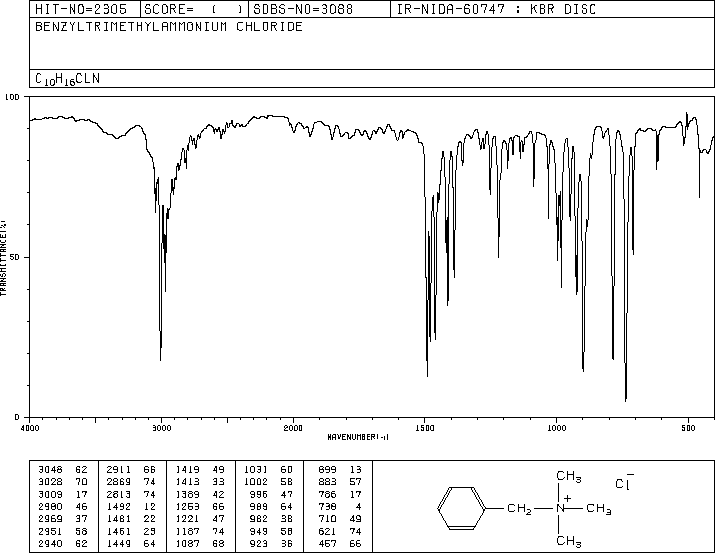 HIT-NO=2305 SCORE= ( ) SDBS-NO=3088 IR-NIDA-60747 : KBR DISC
BENZYLTRIMETHYLAMMONIUM CHLORIDE
C10H16CLN
100
50
0
TRANSMITTANCE(%)
4000 3000 2000 1500 1000 500
WAVENUMBER(-1)
3048 62 2911 66 1419 49 1031 60 899 13
3028 70 2869 74 1413 33 1002 58 883 57
3009 17 2813 74 1389 42 996 47 786 17
2980 46 1492 12 1253 66 989 64 738 4
2969 37 1481 22 1221 47 982 38 710 49
2951 58 1461 23 1187 74 949 58 621 74
2940 62 1449 64 1087 68 923 36 457 66
CH3
Cl−
CH2 N+ CH3
CH3